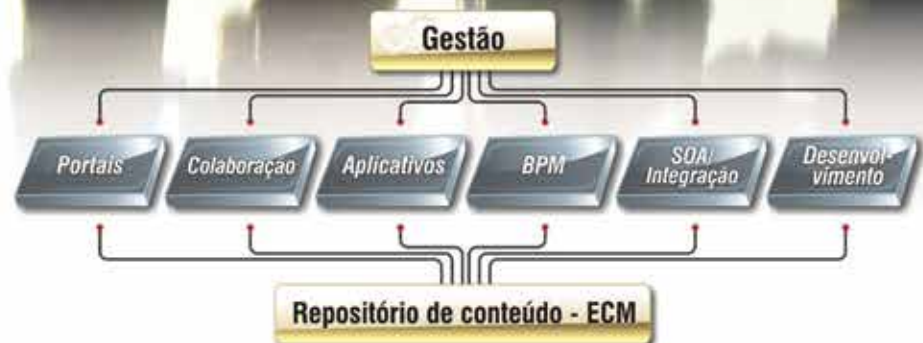 Gestão
Portais
Colaboração
Aplicativos
BPM
SOA/
Integração
Desenvol-
vimento
Repositório de conteúdo - ECM